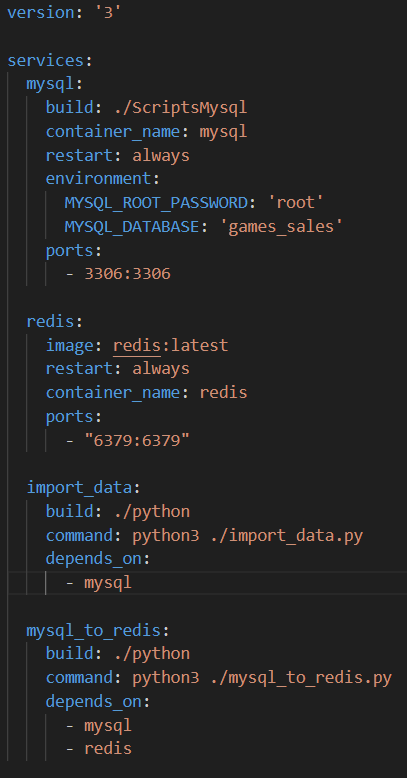 version: '3'

services:
  mysql:
    build: ./ScriptsMysql
    container_name: mysql
    restart: always
    environment:
      MYSQL_ROOT_PASSWORD: 'root'
      MYSQL_DATABASE: 'games_sales'
    ports:
      - 3306:3306

  redis:
    image: redis:latest
    restart: always
    container_name: redis
    ports:
      - "6379:6379"

  import_data:
    build: ./python
    command: python3 ./import_data.py
    depends_on:
      - mysql

  mysql_to_redis:
    build: ./python
    command: python3 ./mysql_to_redis.py
    depends_on:
      - mysql
      - redis